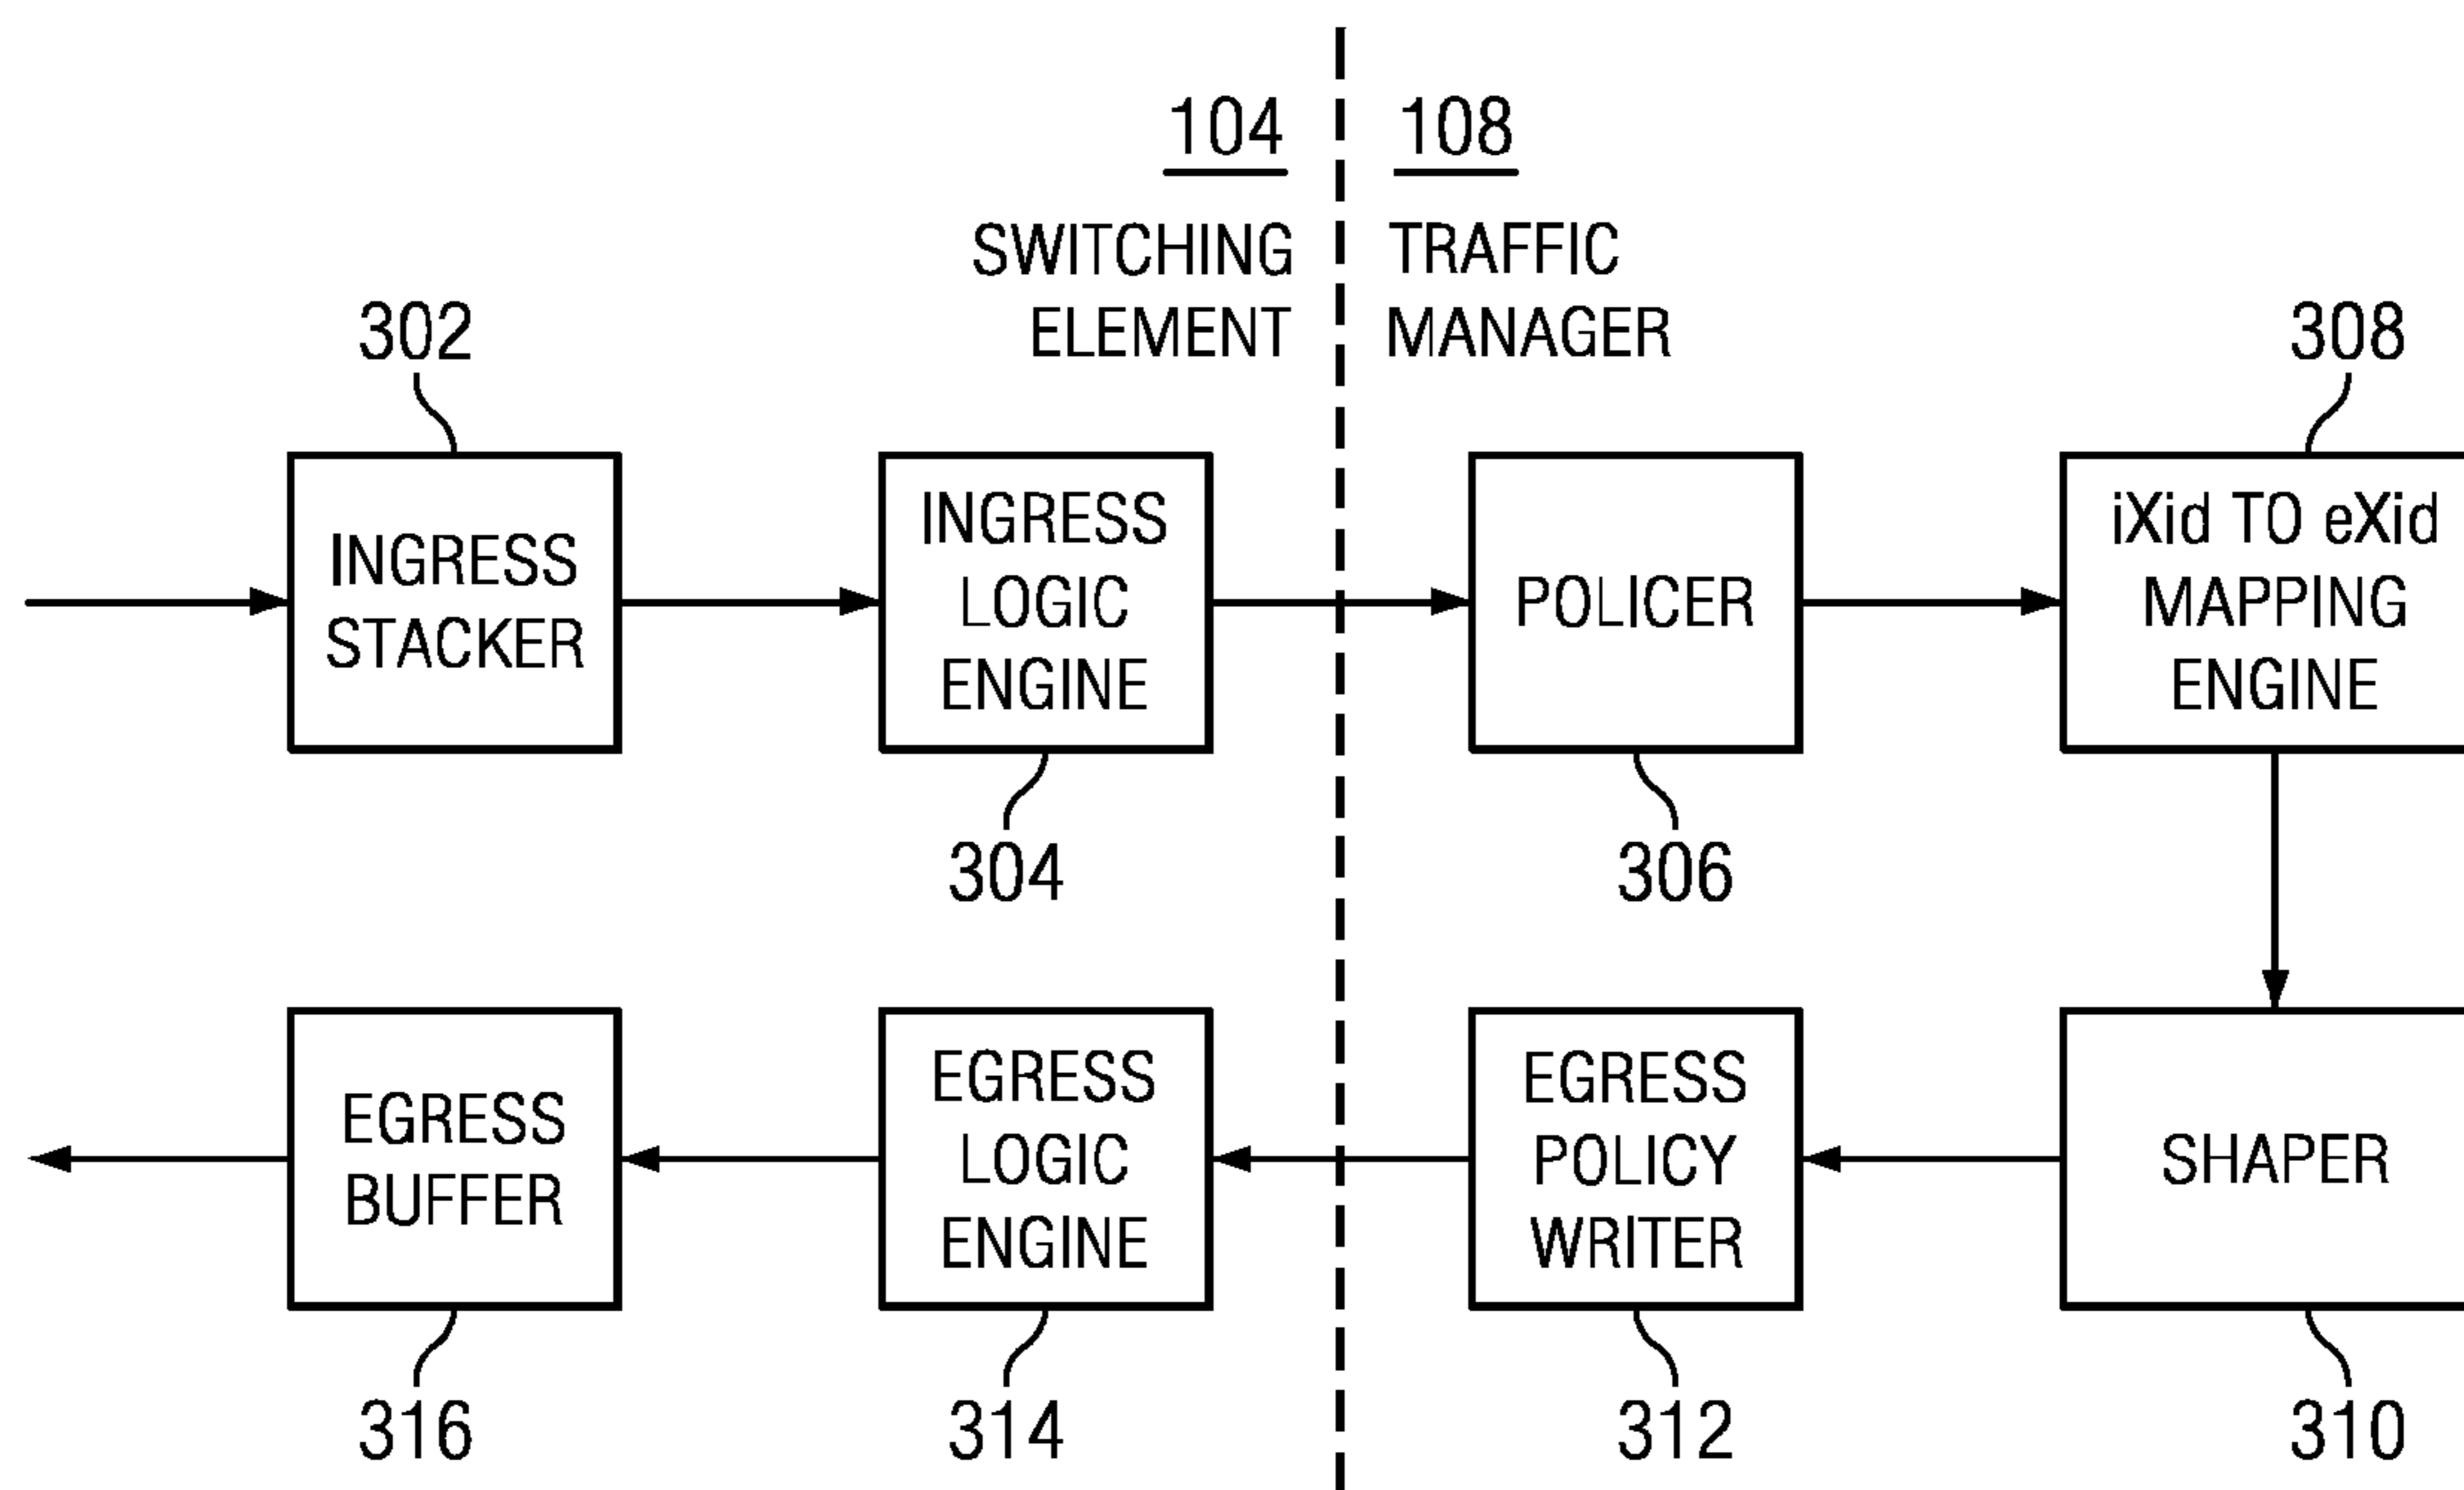 104
108
SWITCHING
ELEMENT
TRAFFIC
MANAGER
302
308
INGRESS
STACKER
INGRESS
LOGIC
ENGINE
POLICER
iXid TO eXid
MAPPING
ENGINE
304
306
EGRESS
BUFFER
EGRESS
LOGIC
ENGINE
EGRESS
POLICY
WRITER
SHAPER
316
314
312
310